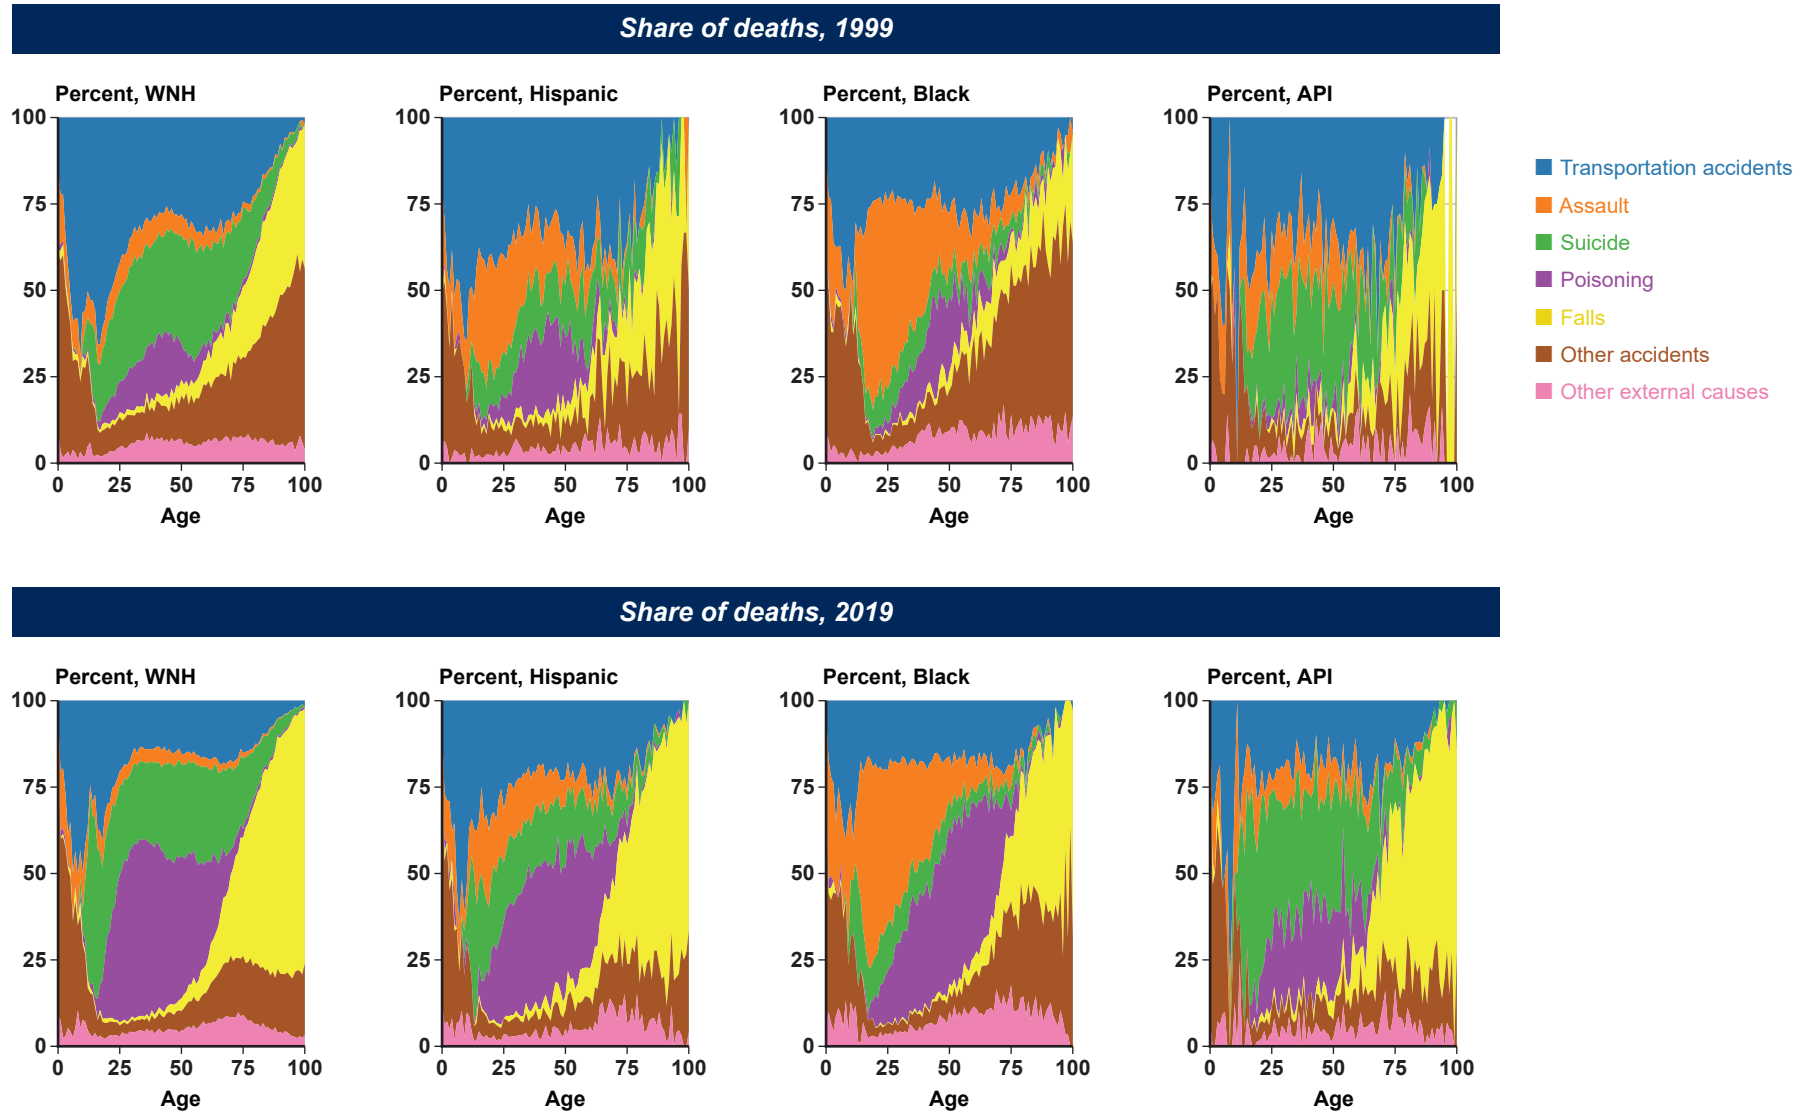 Share of deaths, 1999
Percent, WNH
Percent, Hispanic
Percent, Black
Percent, API
100
75
50
25
0
0 25 50 75 100
Age
100
75
50
25
0
0 25 50 75 100
Age
100
75
50
25
0
0 25 50 75 100
Age
100
75
50
25
0
0 25 50 75 100
Age
Transportation accidents
Assault
Suicide
Poisoning
Falls
Other accidents
Other external causes
Share of deaths, 2019
Percent, WNH
Percent, Hispanic
Percent, Black
Percent, API
100
75
50
25
0
0 25 50 75 100
Age
100
75
50
25
0
0 25 50 75 100
Age
100
75
50
25
0
0 25 50 75 100
Age
100
75
50
25
0
0 25 50 75 100
Age